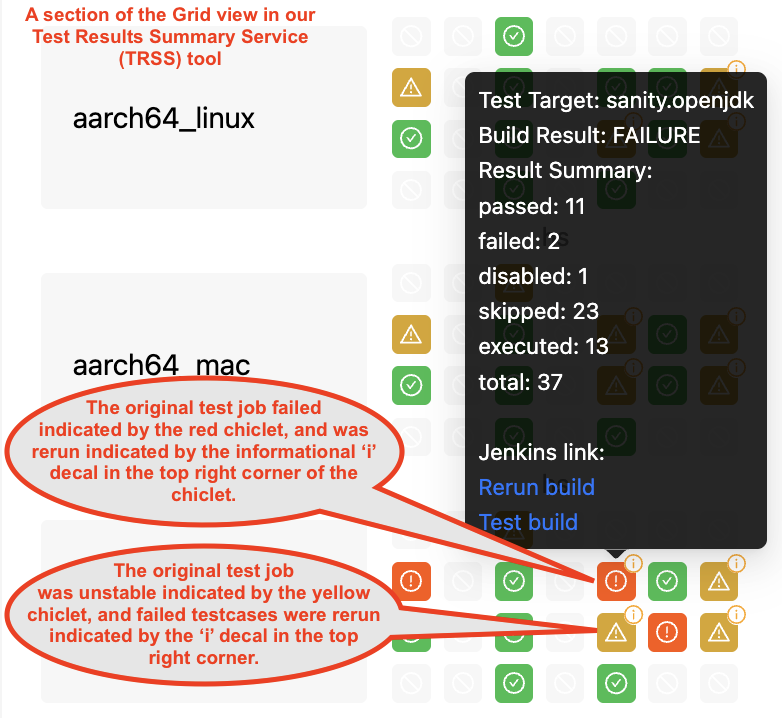 A section of the Grid view in our
Test Results Summary Service
(TRSS) tool
aarch64_linux
Test Target: sanity.openjdk
Build Result: FAILURE
Result Summary:
passed: 11
failed: 2
disabled: 1
skipped: 23
executed: 13
total: 37
Jenkins link:
Rerun build
Test build
aarch64_mac
The original test job failed
indicated by the red chiclet, and was
rerun indicated by the informational ‘i’
decal in the top right corner of the
chiclet.
The original test job
was unstable indicated by the yellow
chiclet, and failed testcases were rerun
indicated by the ‘i’ decal in the top
right corner.